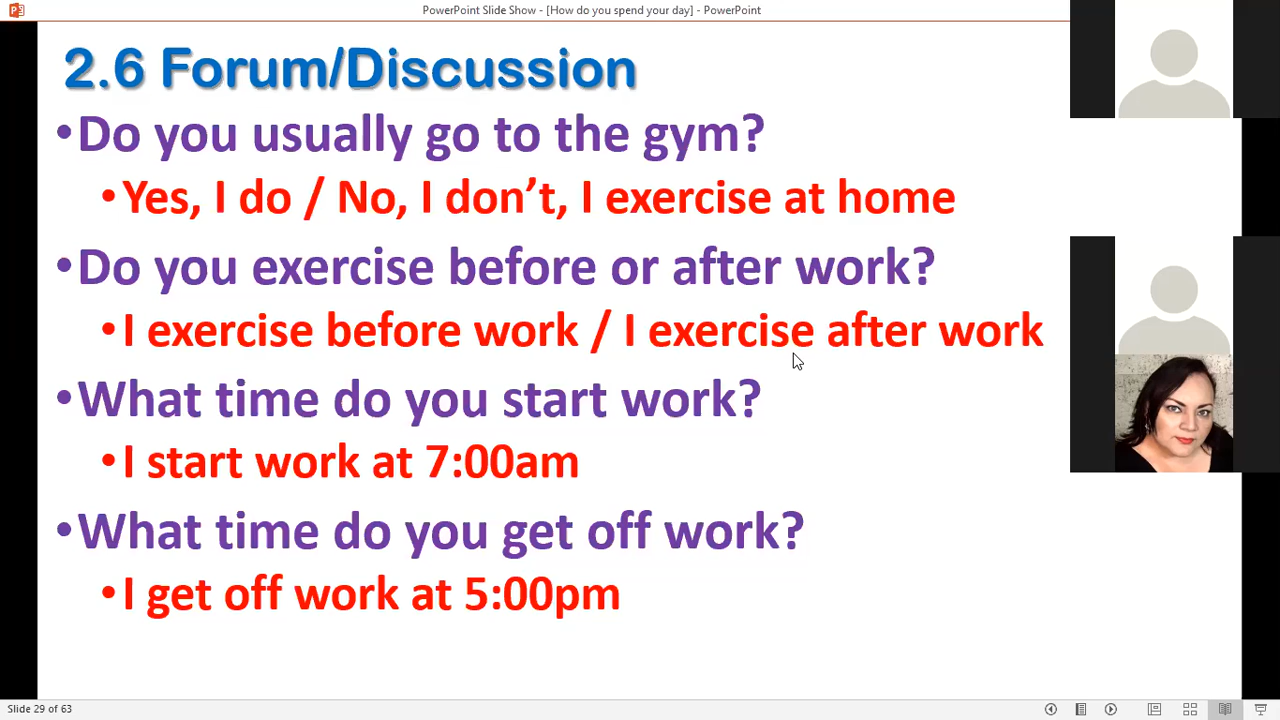 PowerPoint Slide Show - [How do you spend your day] - PowerPoint
2.6 Forum/Discussion
•Do you usually go to the gym?
•Yes, I do / No, I don’t, I exercise at home
•Do you exercise before or after work?
•I exercise before work / I exercise after work
•What time do you start work?
•I start work at 7:00am
•What time do you get off work?
•I get off work at 5:00pm
Slide 29 of 63